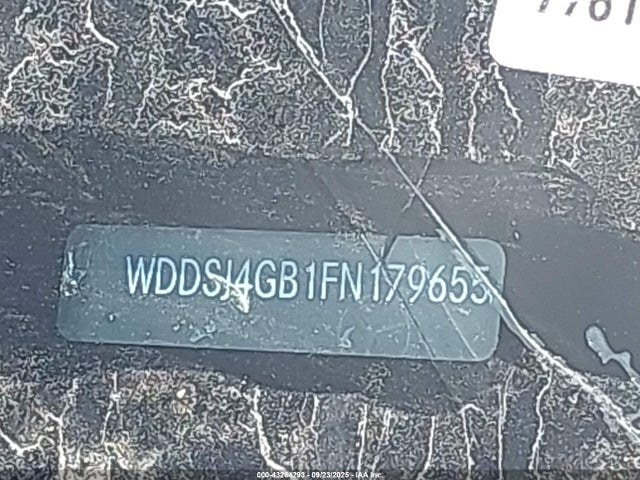 WDDSJ4GB1FN179655
000-43264293 - 09/23/2025 - IAA Inc.